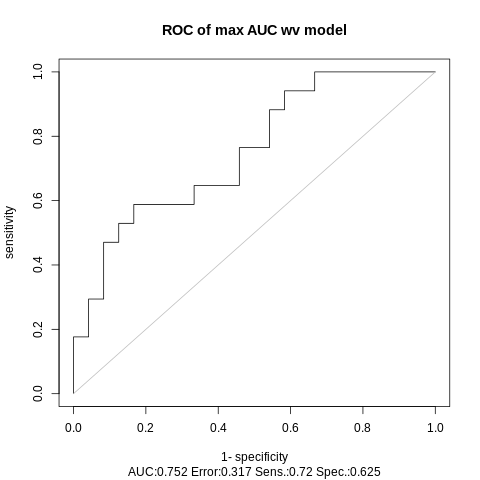 ROC of max AUC wv model
sensitivity
1.0
0.8
0.6
0.4
0.2
0.0
0.0 0.2 0.4 0.6 0.8 1.0
1- specificity
AUC:0.752 Error:0.317 Sens.:0.72 Spec.:0.625